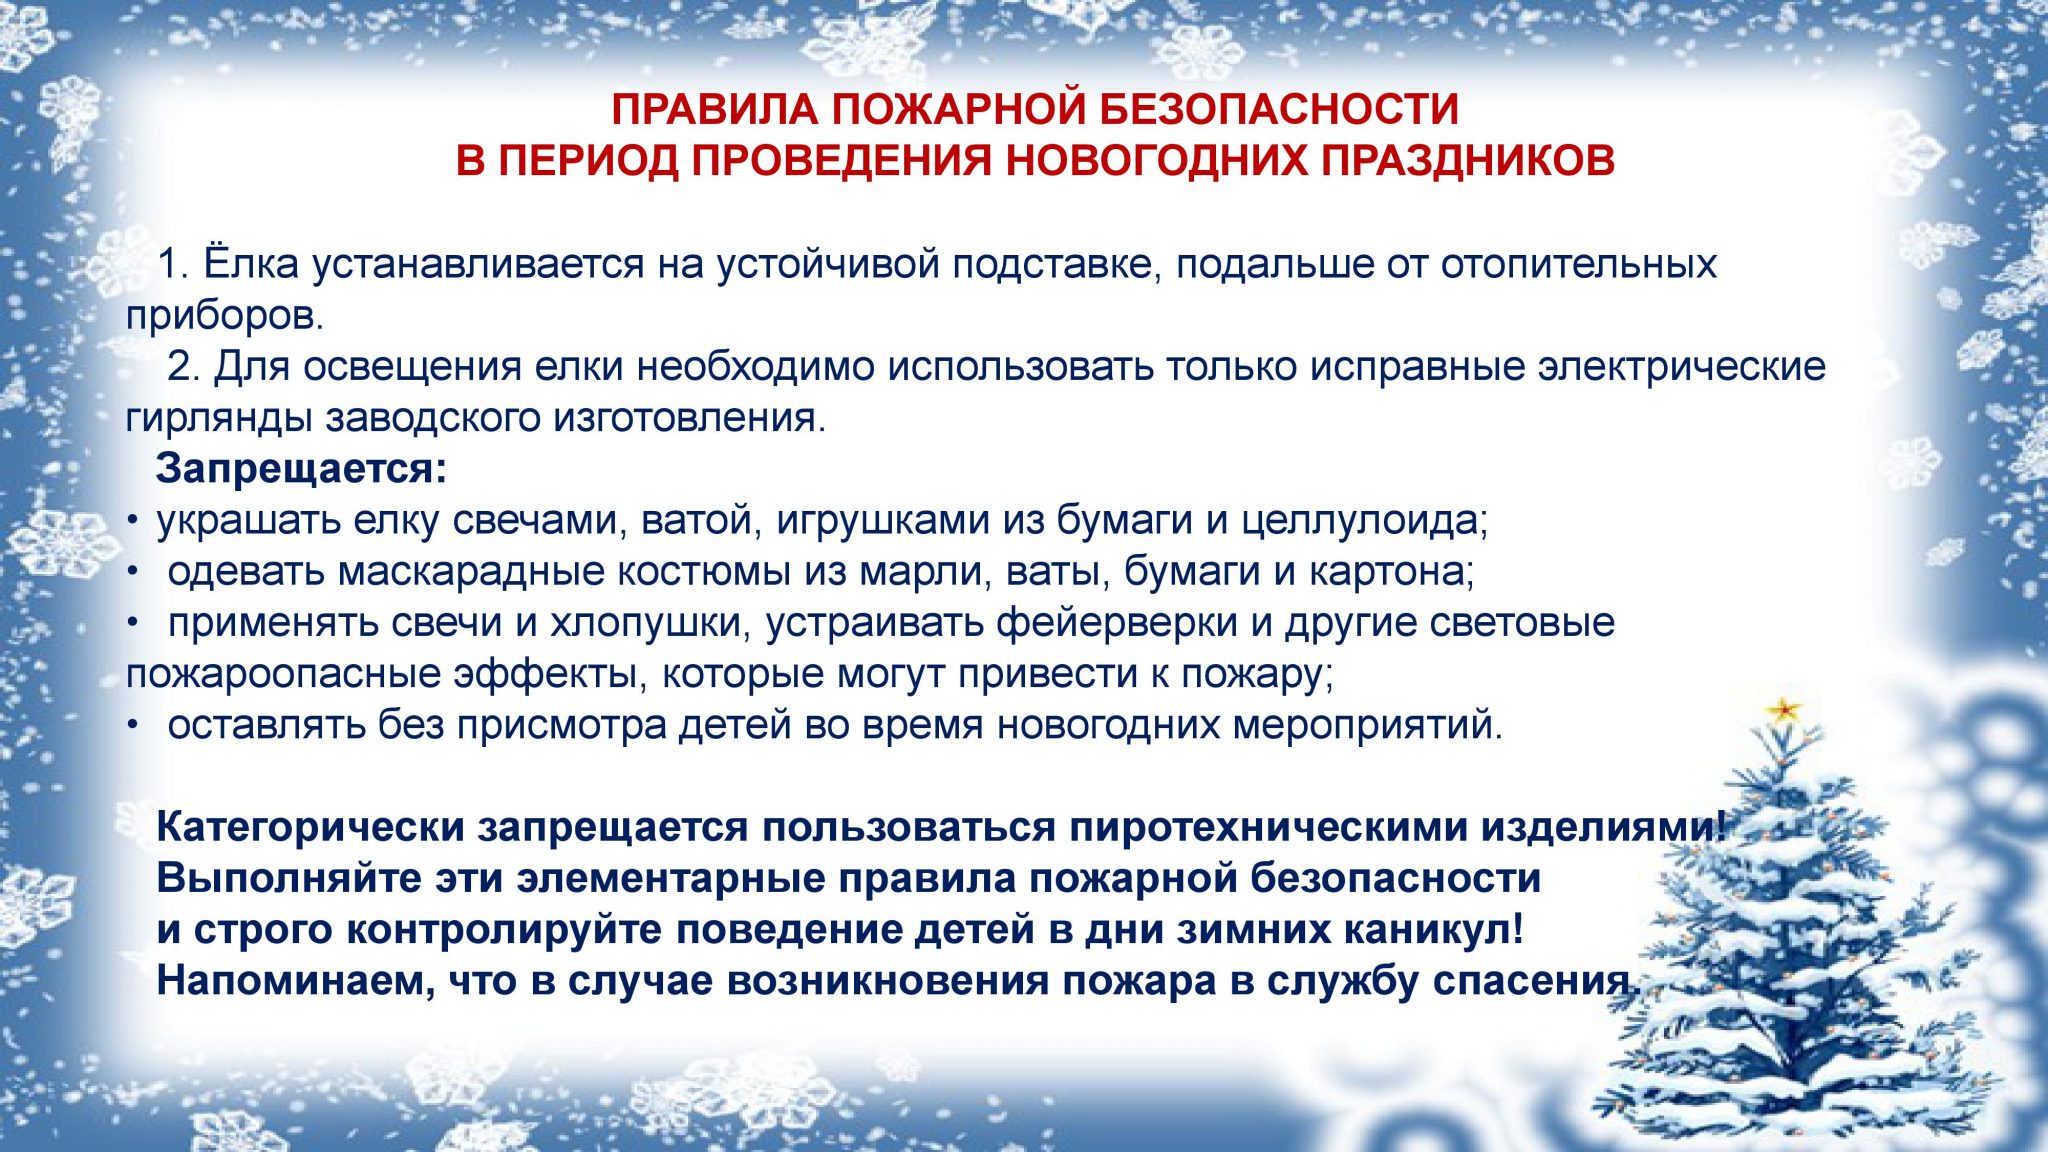 ПРАВИЛА ПОЖАРНОЙ БЕЗОПАСНОСТИ
В ПЕРИОД ПРОВЕДЕНИЯ НОВОГОДНИХ ПРАЗДНИКОВ
1. Ёлка устанавливается на устойчивой подставке, подальше от отопительных
приборов.
2. Для освещения елки необходимо использовать только исправные электрические
гирлянды заводского изготовления.
Запрещается:
• украшать елку свечами, ватой, игрушками из бумаги и целлулоида;
• одевать маскарадные костюмы из марли, ваты, бумаги и картона;
• применять свечи и хлопушки, устраивать фейерверки и другие световые
пожароопасные эффекты, которые могут привести к пожару;
• оставлять без присмотра детей во время новогодних мероприятий.
Категорически запрещается пользоваться пиротехническими изделиями!
Выполняйте эти элементарные правила пожарной безопасности
и строго контролируйте поведение детей в дни зимних каникул!
Напоминаем, что в случае возникновения пожара в службу спасения.